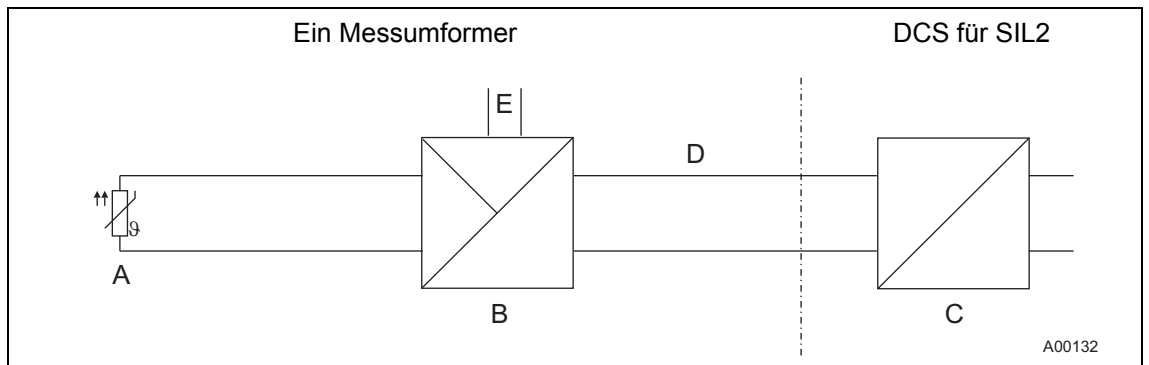 Ein Messumformer
DCS für SIL2
E
D
ϑ
A
B
C
A00132